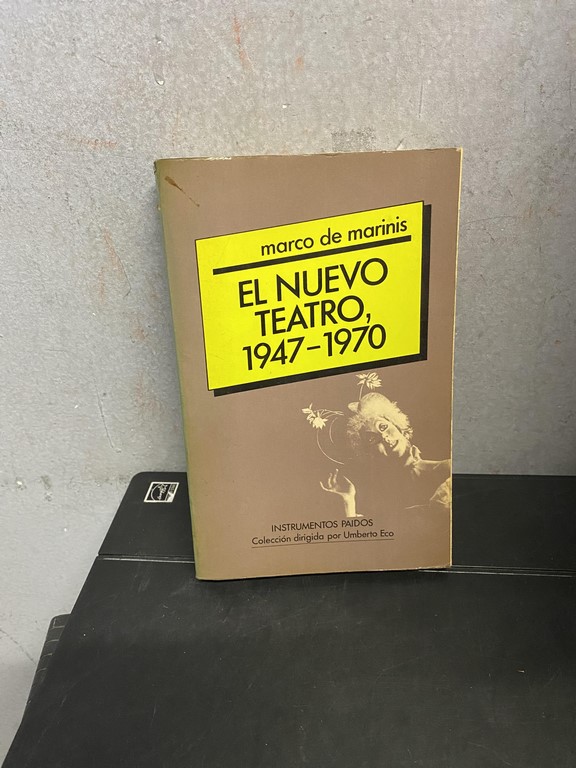 marco de marinis
EL NUEVO
TEATRO,
1947–1970
INSTRUMENTOS PAIDOS
Colección dirigida por Umberto Eco